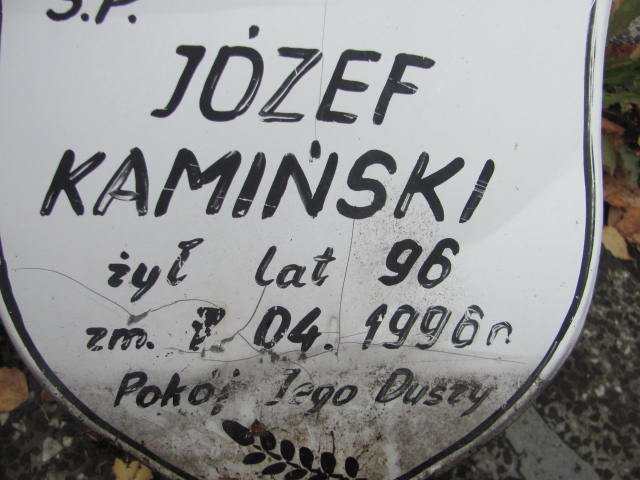 Ś.P.
JÓZEF
KAMIŃSKI
żył lat 96
zm. 7. 04. 1996r
Pokój Jego Duszy